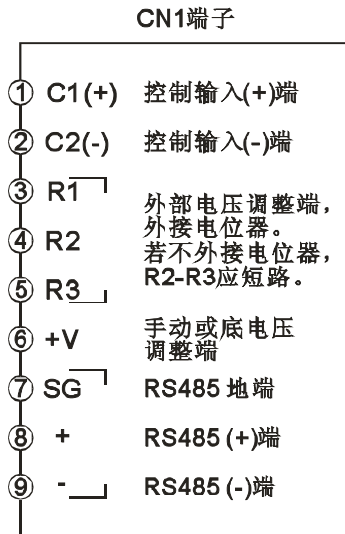 CN1端子
① C1(+) 控制输入(+)端
② C2(-) 控制输入(-)端
③ R1
④ R2
⑤ R3
外部电压调整端，
外接电位器。
若不外接电位器，
R2-R3应短路。
⑥ +V 手动或底电压
调整端
⑦ SG RS485 地端
⑧ + RS485 (+)端
⑨ - RS485 (-)端